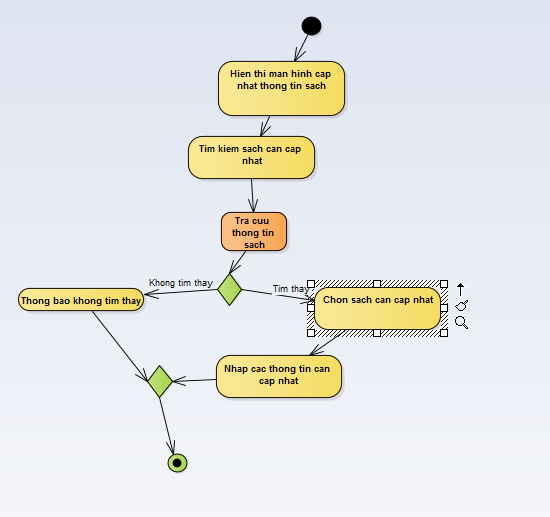 Hien thi man hinh cap
nhat thong tin sach
Tim kiem sach can cap
nhat
Tra cuu
thong tin
sach
Khong tim thay
Tim thay
Thong bao khong tim thay
Chon sach can cap nhat
Nhap cac thong tin can
cap nhat